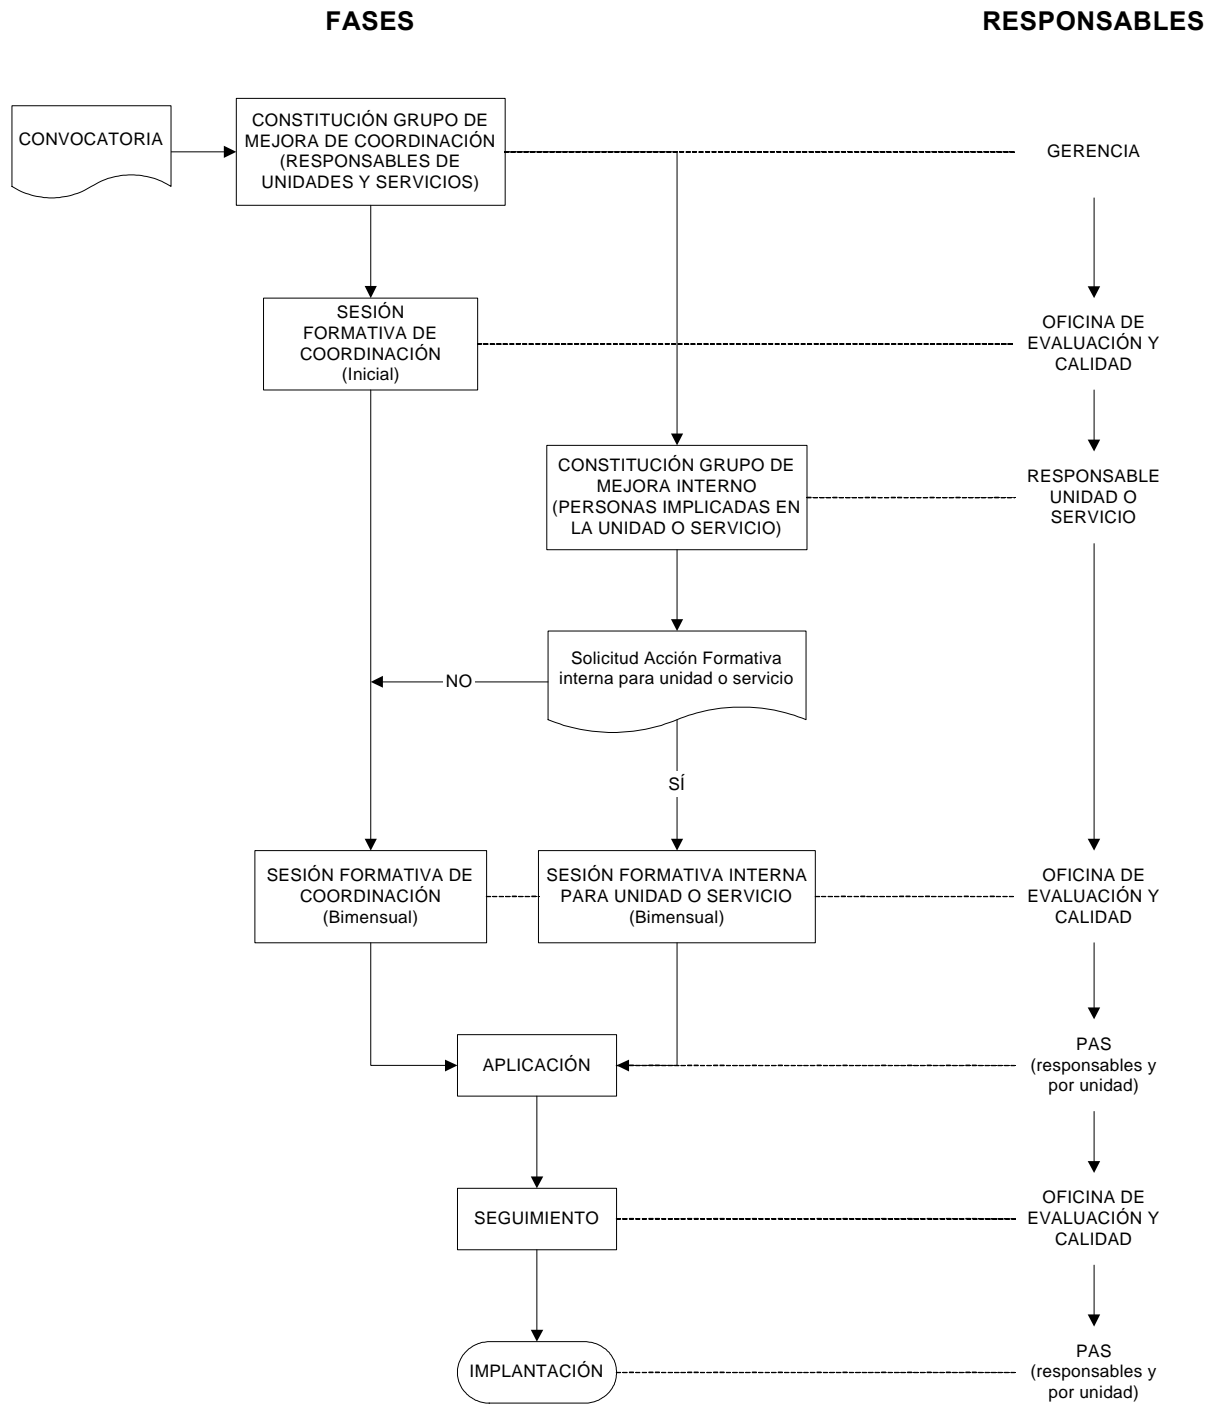 FASES
RESPONSABLES
CONVOCATORIA
CONSTITUCIÓN GRUPO DE
MEJORA DE COORDINACIÓN
(RESPONSABLES DE
UNIDADES Y SERVICIOS)
GERENCIA
SESIÓN
FORMATIVA DE
COORDINACIÓN
(Inicial)
OFICINA DE
EVALUACIÓN Y
CALIDAD
CONSTITUCIÓN GRUPO DE
MEJORA INTERNO
(PERSONAS IMPLICADAS EN
LA UNIDAD O SERVICIO)
RESPONSABLE
UNIDAD O
SERVICIO
Solicitud Acción Formativa
interna para unidad o servicio
NO
SÍ
SESIÓN FORMATIVA DE
COORDINACIÓN
(Bimensual)
SESIÓN FORMATIVA INTERNA
PARA UNIDAD O SERVICIO
(Bimensual)
OFICINA DE
EVALUACIÓN Y
CALIDAD
APLICACIÓN
PAS
(responsables y
por unidad)
SEGUIMIENTO
OFICINA DE
EVALUACIÓN Y
CALIDAD
IMPLANTACIÓN
PAS
(responsables y
por unidad)